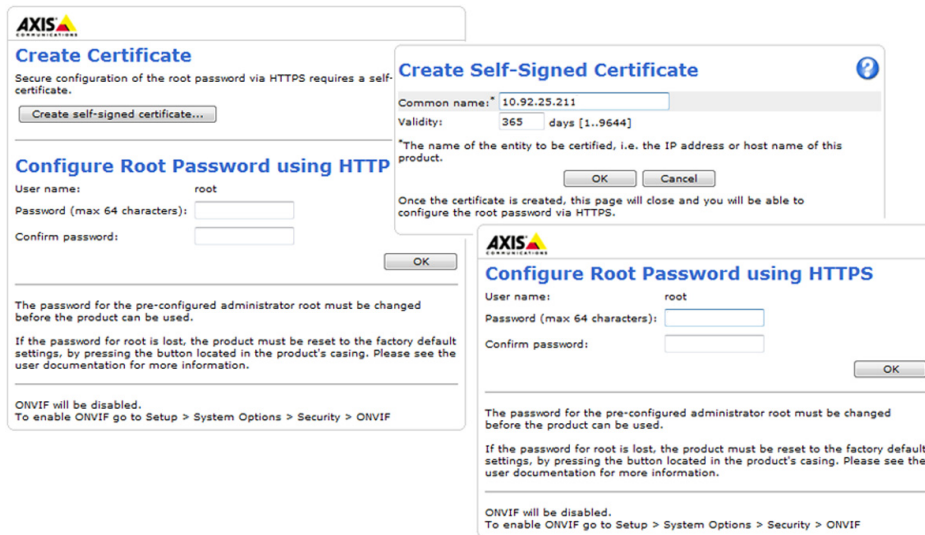 AXIS
COMMUNICATIONS
Create Certificate
Secure configuration of the root password via HTTPS requires a self-
certificate.
Create self-signed certificate...
Configure Root Password using HTTP
User name: root
Password (max 64 characters):
Confirm password:
OK
The password for the pre-configured administrator root must be changed
before the product can be used.
If the password for root is lost, the product must be reset to the factory default
settings, by pressing the button located in the product's casing. Please see the
user documentation for more information.
ONVIF will be disabled.
To enable ONVIF go to Setup > System Options > Security > ONVIF
Create Self-Signed Certificate
?
Common name:* 10.92.25.211
Validity: 365 days [1..9644]
*The name of the entity to be certified, i.e. the IP address or host name of this
product.
OK Cancel
Once the certificate is created, this page will close and you will be able to
configure the root password via HTTPS.
AXIS
COMMUNICATIONS
Configure Root Password using HTTPS
User name: root
Password (max 64 characters):
Confirm password:
OK
The password for the pre-configured administrator root must be changed
before the product can be used.
If the password for root is lost, the product must be reset to the factory default
settings, by pressing the button located in the product's casing. Please see the
user documentation for more information.
ONVIF will be disabled.
To enable ONVIF go to Setup > System Options > Security > ONVIF